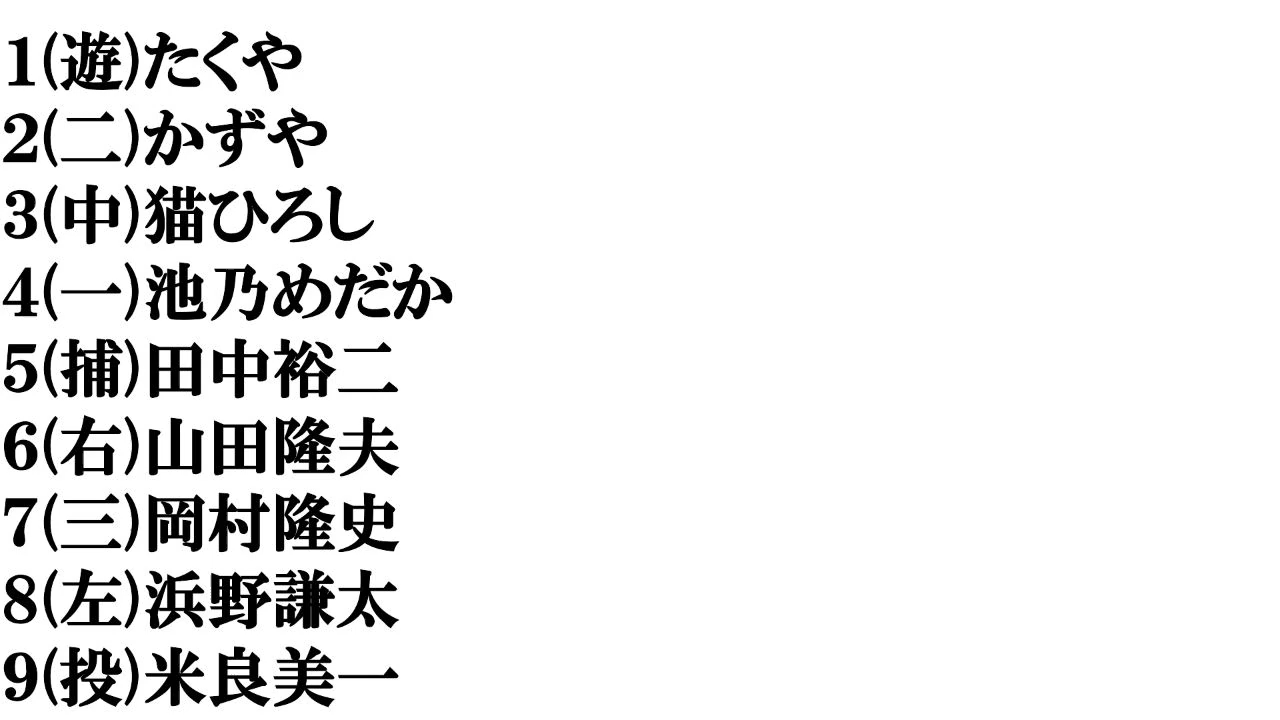 1(遊)たくや
2(二)かずや
3(中)猫ひろし
4(一)池乃めだか
5(捕)田中裕二
6(右)山田隆夫
7(三)岡村隆史
8(左)浜野謙太
9(投)米良美一